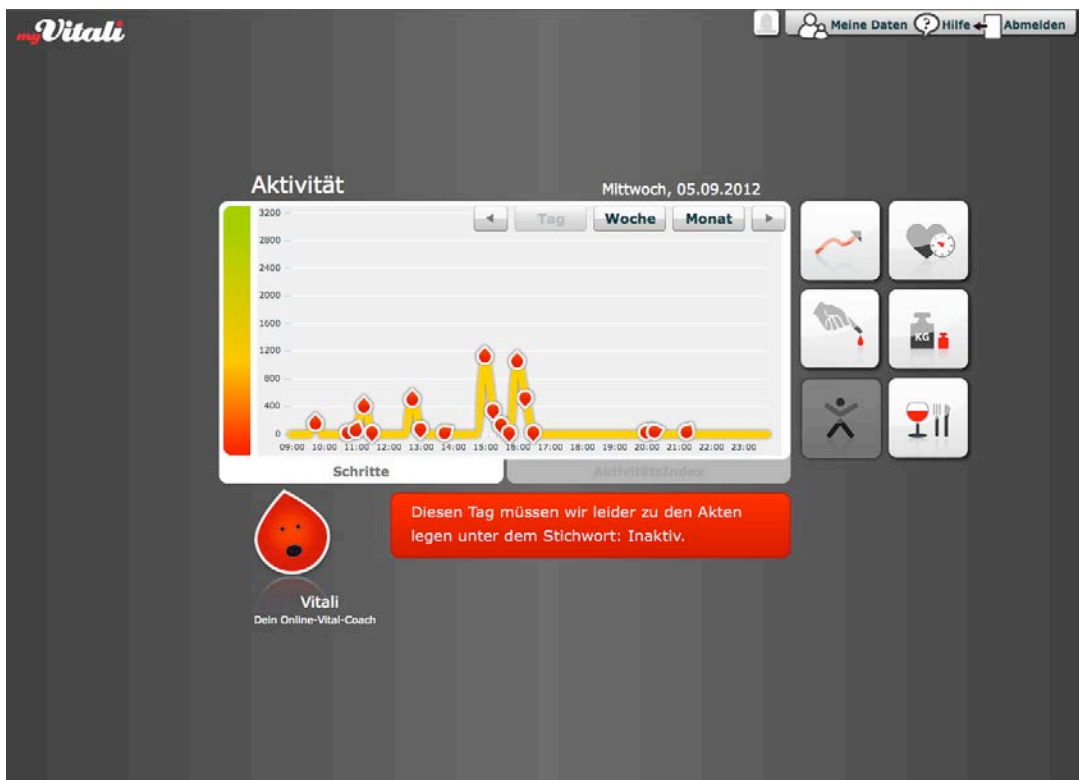 myVitali
Meine Daten
Hilfe
Abmelden
Aktivität
Mittwoch, 05.09.2012
Tag
Woche
Monat
3200
2800
2400
2000
1600
1200
800
400
0
09:00 10:00 11:00 12:00 13:00 14:00 15:00 16:00 17:00 18:00 19:00 20:00 21:00 22:00 23:00
Schritte
AktivitätsIndex
KG
Diesen Tag müssen wir leider zu den Akten
legen unter dem Stichwort: Inaktiv.
Vitali
Dein Online-Vital-Coach